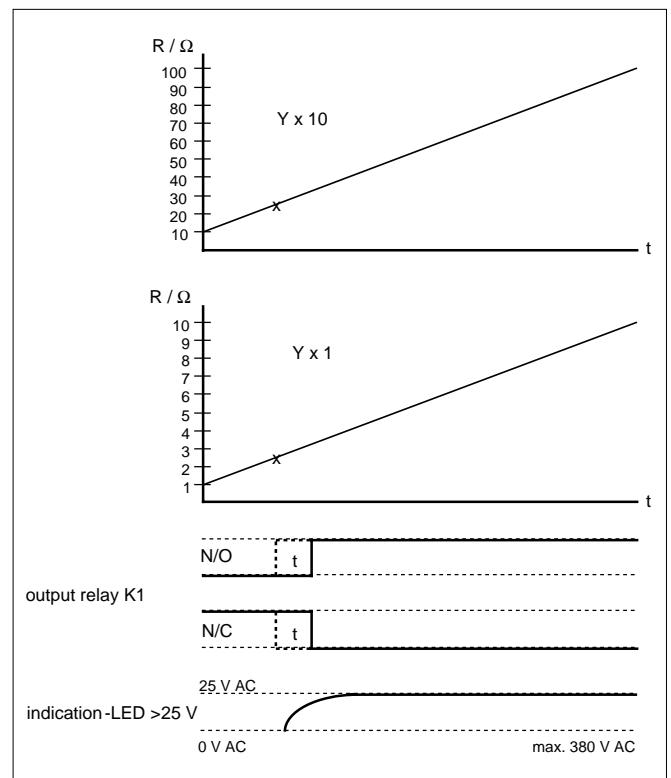 R / Ω
100
90
80
70
60
50
40
30
20
10
Y x 10
x
t
R / Ω
10
9
8
7
6
5
4
3
2
1
Y x 1
x
t
N/O
t
output relay K1
N/C
t
25 V AC
indication-LED >25 V
0 V AC
max. 380 V AC